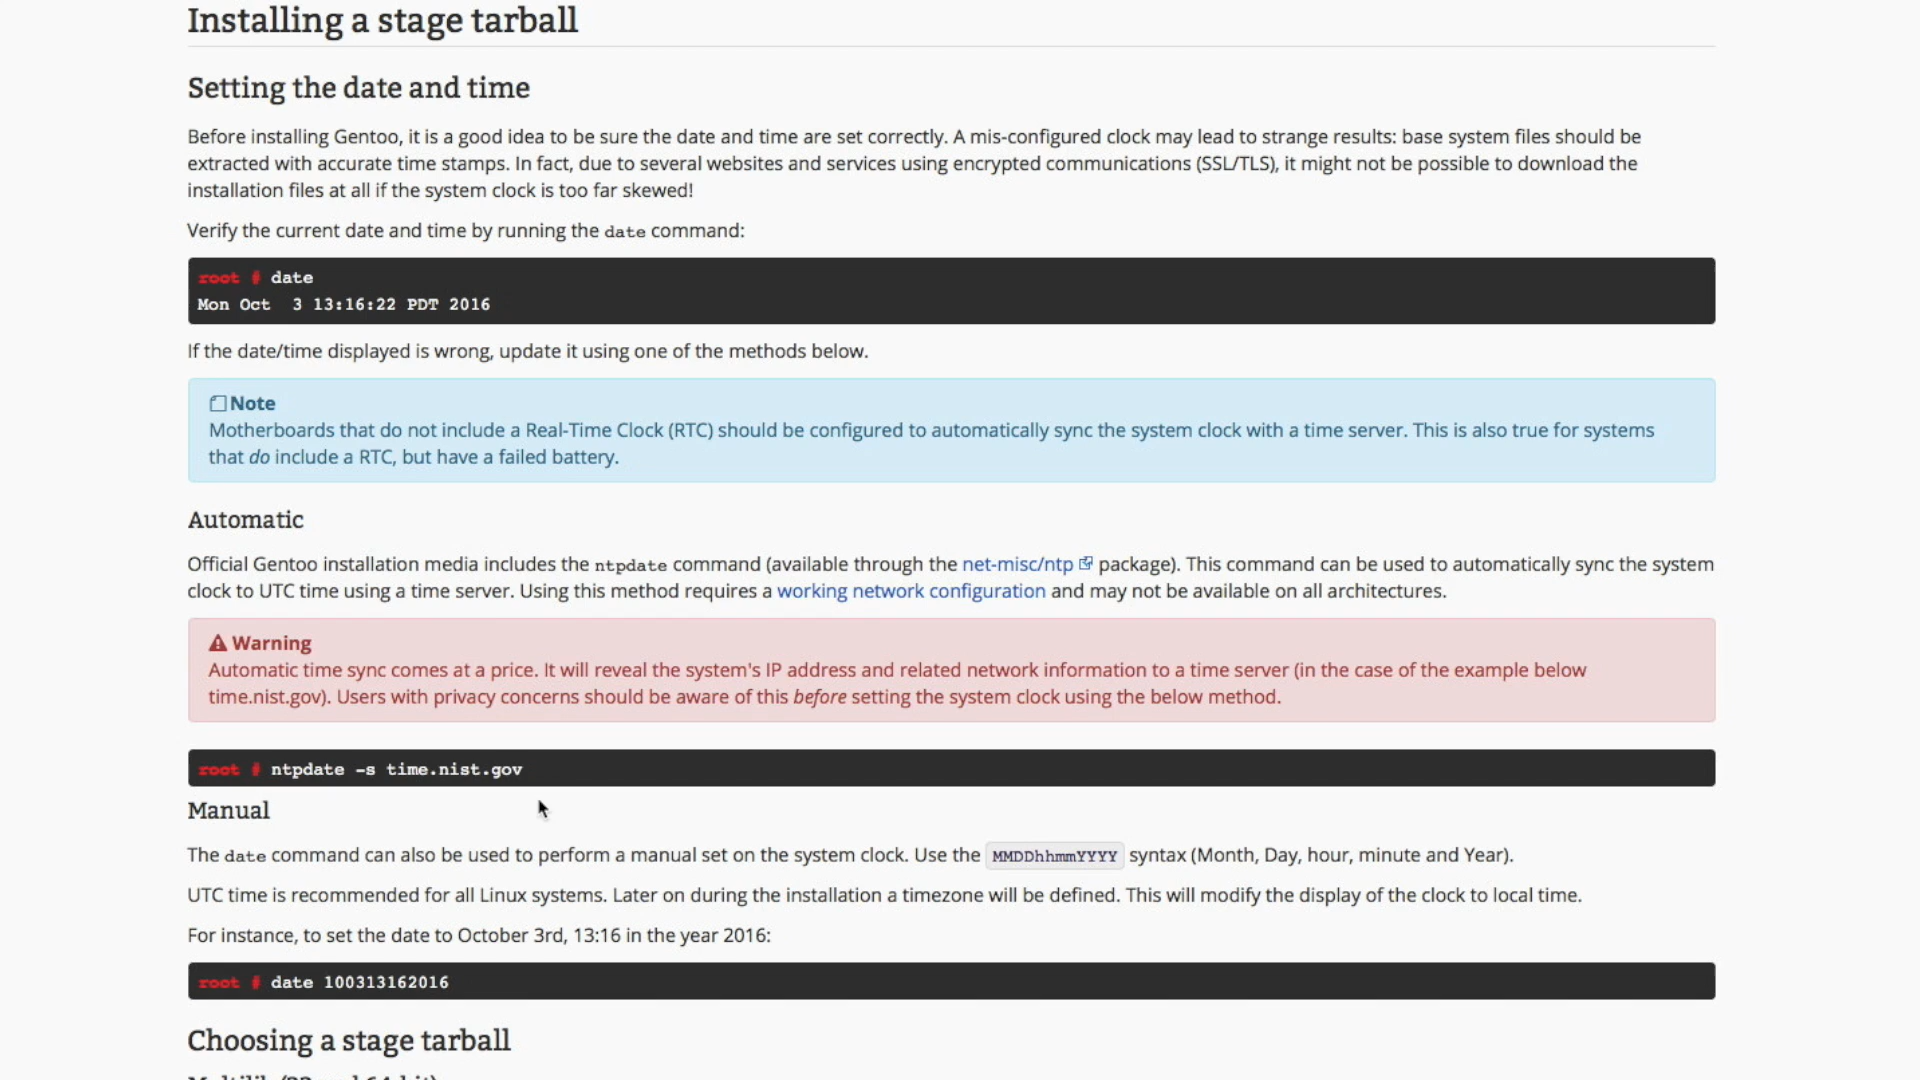 Installing a stage tarball
Setting the date and time
Before installing Gentoo, it is a good idea to be sure the date and time are set correctly. A mis-configured clock may lead to strange results: base system files should be
extracted with accurate time stamps. In fact, due to several websites and services using encrypted communications (SSL/TLS), it might not be possible to download the
installation files at all if the system clock is too far skewed!
Verify the current date and time by running the date command:
root # date
Mon Oct  3 13:16:22 PDT 2016
If the date/time displayed is wrong, update it using one of the methods below.
Note
Motherboards that do not include a Real-Time Clock (RTC) should be configured to automatically sync the system clock with a time server. This is also true for systems
that do include a RTC, but have a failed battery.
Automatic
Official Gentoo installation media includes the ntpdate command (available through the net-misc/ntp package). This command can be used to automatically sync the system
clock to UTC time using a time server. Using this method requires a working network configuration and may not be available on all architectures.
Warning
Automatic time sync comes at a price. It will reveal the system's IP address and related network information to a time server (in the case of the example below
time.nist.gov). Users with privacy concerns should be aware of this before setting the system clock using the below method.
root # ntpdate -s time.nist.gov
Manual
The date command can also be used to perform a manual set on the system clock. Use the MMDDhhmmYYYY syntax (Month, Day, hour, minute and Year).
UTC time is recommended for all Linux systems. Later on during the installation a timezone will be defined. This will modify the display of the clock to local time.
For instance, to set the date to October 3rd, 13:16 in the year 2016:
root # date 100313162016
Choosing a stage tarball